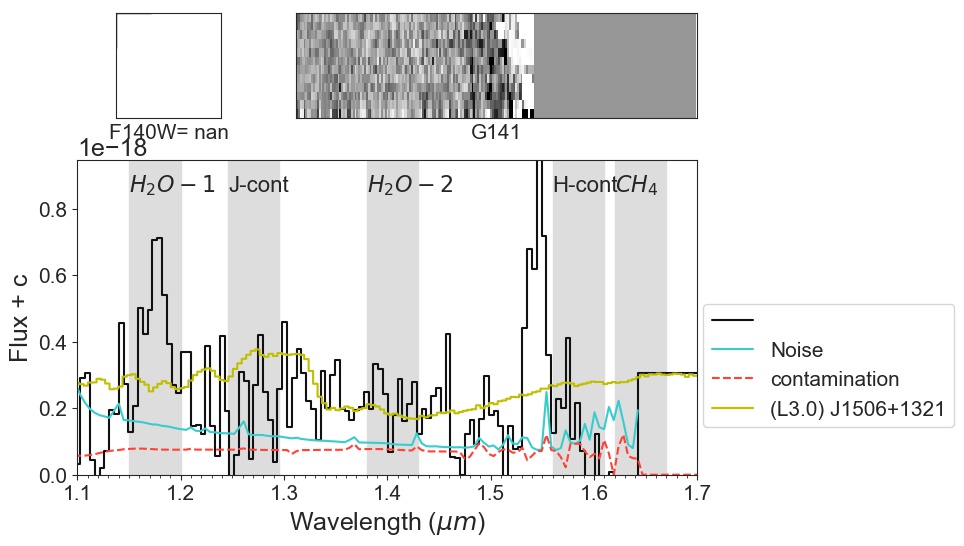 F140W= nan
G141
1e−18
H₂O − 1 J-cont H₂O − 2 H-cont CH₄
0.8
0.6
0.4
0.2
0.0
Flux + c
1.1 1.2 1.3 1.4 1.5 1.6 1.7
Wavelength (μm)
Noise
contamination
(L3.0) J1506+1321